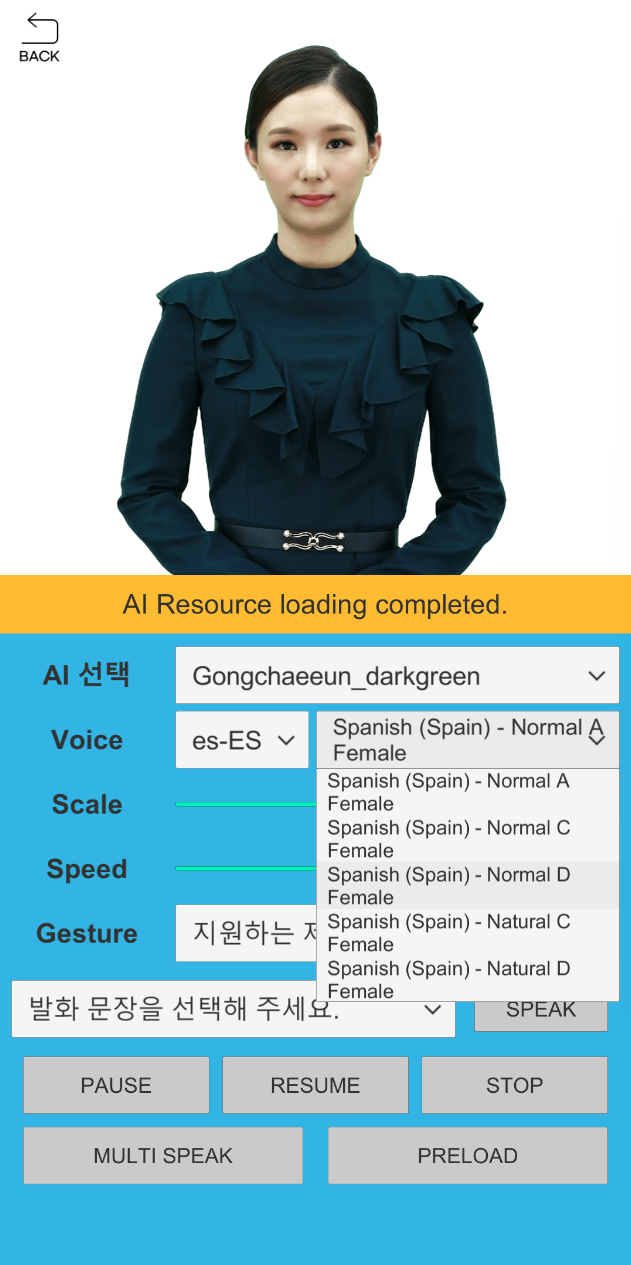 BACK
AI Resource loading completed.
AI 선택
Gongchaeeun_darkgreen
Voice
es-ES
Spanish (Spain) - Normal A
Female
Spanish (Spain) - Normal A
Female
Spanish (Spain) - Normal C
Female
Spanish (Spain) - Normal D
Female
Spanish (Spain) - Natural C
Female
Spanish (Spain) - Natural D
Female
Scale
Speed
Gesture
지원하는
발화 문장을 선택해 주세요.
SPEAK
PAUSE
RESUME
STOP
MULTI SPEAK
PRELOAD